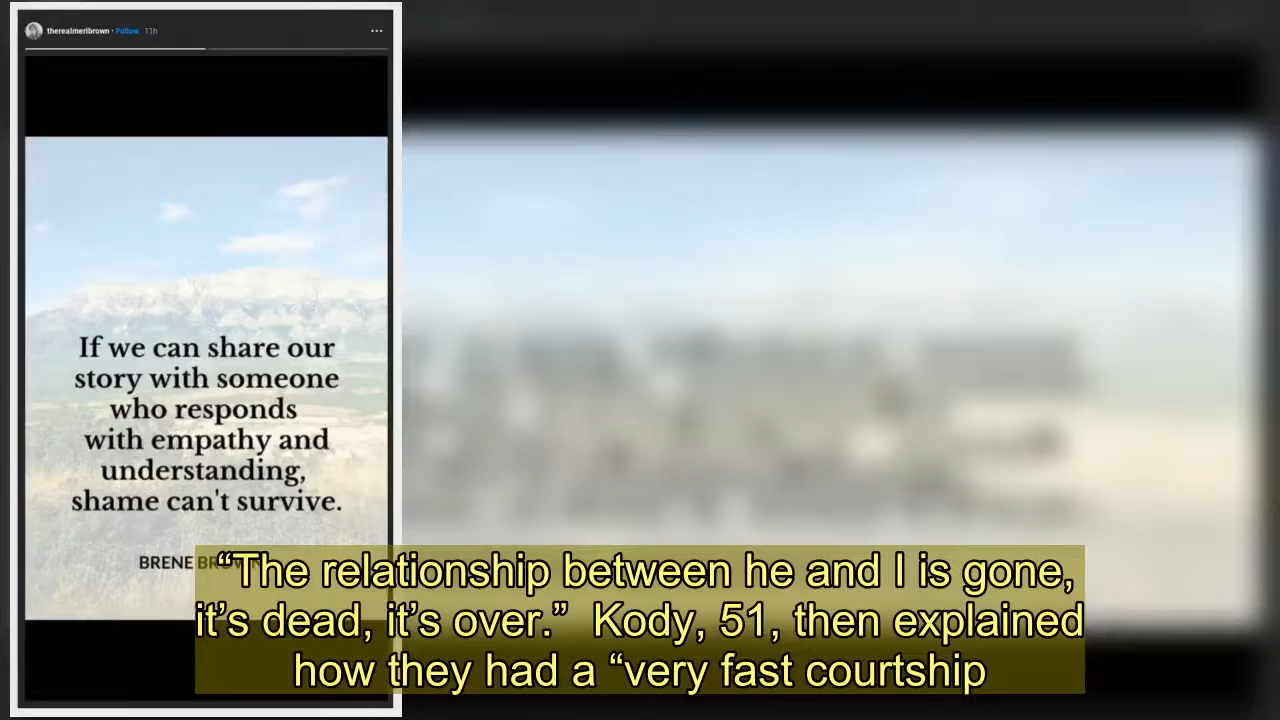 therealmeribrown · Follow 11h
If we can share our
story with someone
who responds
with empathy and
understanding,
shame can't survive.
BRENE BROWN
“The relationship between he and I is gone,
it’s dead, it’s over.” Kody, 51, then explained
how they had a “very fast courtship